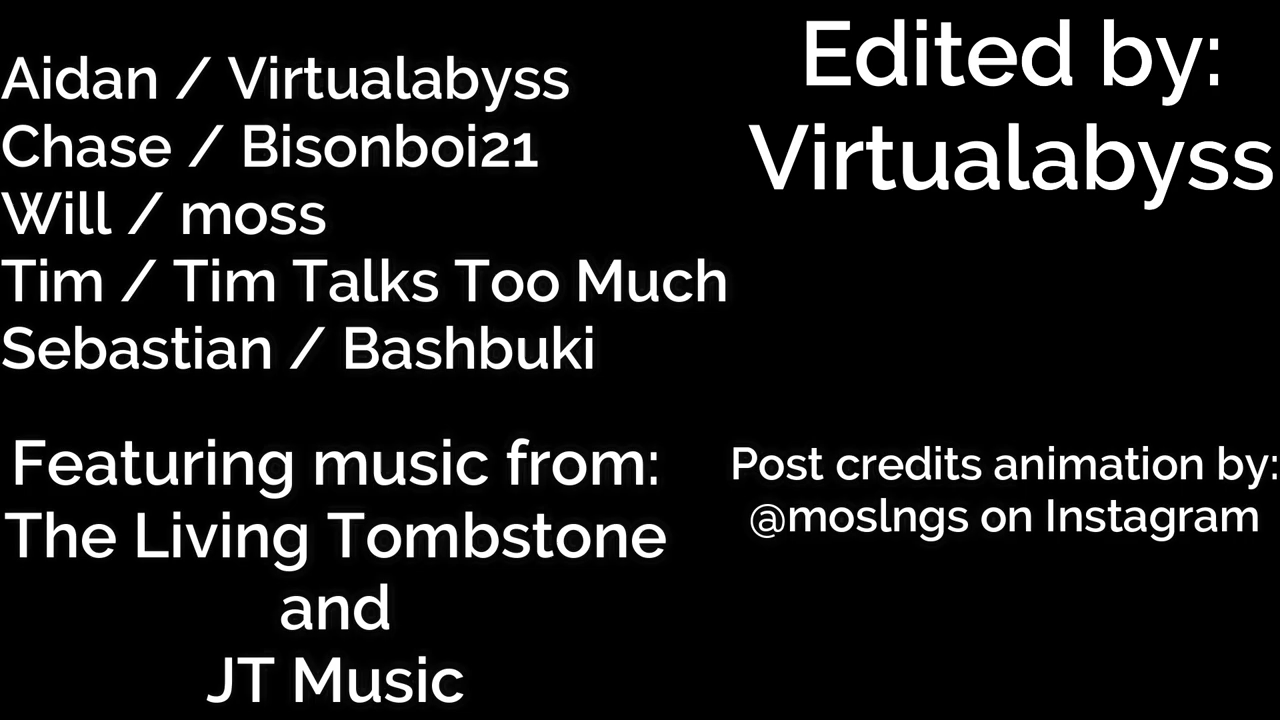 Aidan / Virtualabyss
Chase / Bisonboi21
Will / moss
Tim / Tim Talks Too Much
Sebastian / Bashbuki
Edited by:
Virtualabyss
Featuring music from:
The Living Tombstone
and
JT Music
Post credits animation by:
@moslngs on Instagram